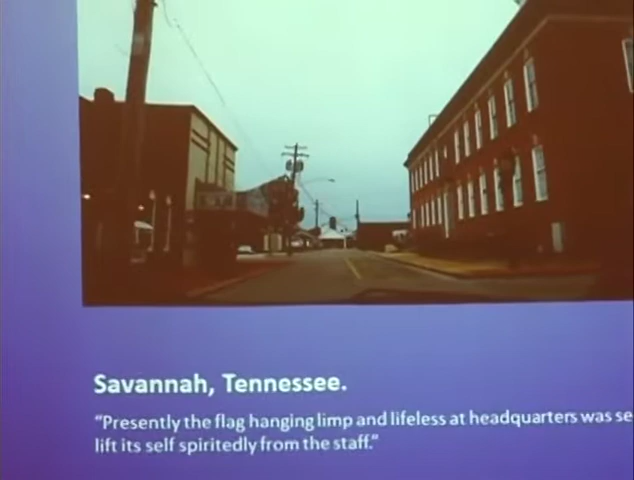 Savannah, Tennessee.
"Presently the flag hanging limp and lifeless at headquarters was se
lift its self spiritedly from the staff."